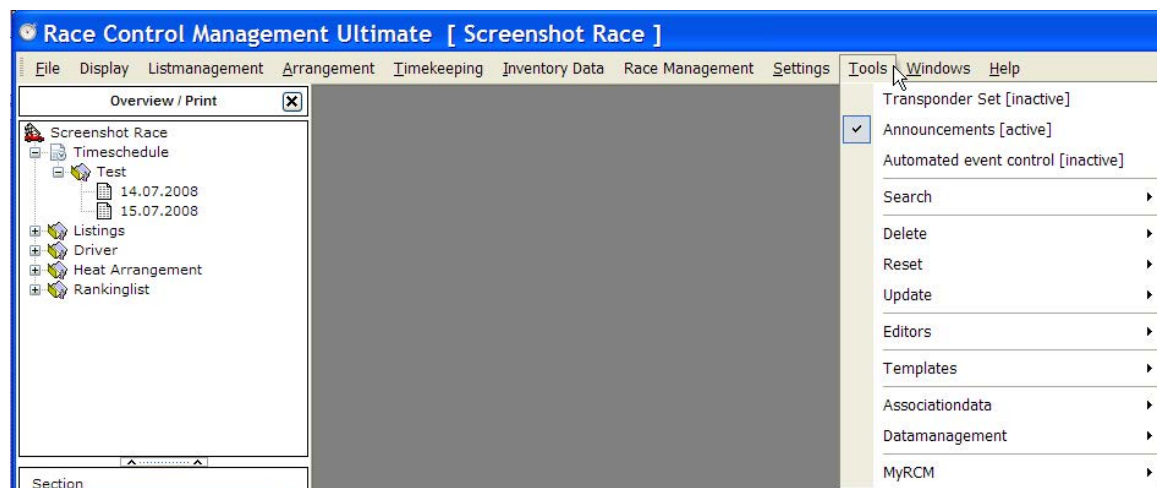 Race Control Management Ultimate [ Screenshot Race ]
File Display Listmanagement Arrangement Timekeeping Inventory Data Race Management Settings Tools Windows Help
Overview / Print
Screenshot Race
Timeschedule
Test
14.07.2008
15.07.2008
Listings
Driver
Heat Arrangement
Rankinglist
Section
Transponder Set [inactive]
Announcements [active]
Automated event control [inactive]
Search
Delete
Reset
Update
Editors
Templates
Associationdata
Datamanagement
MyRCM